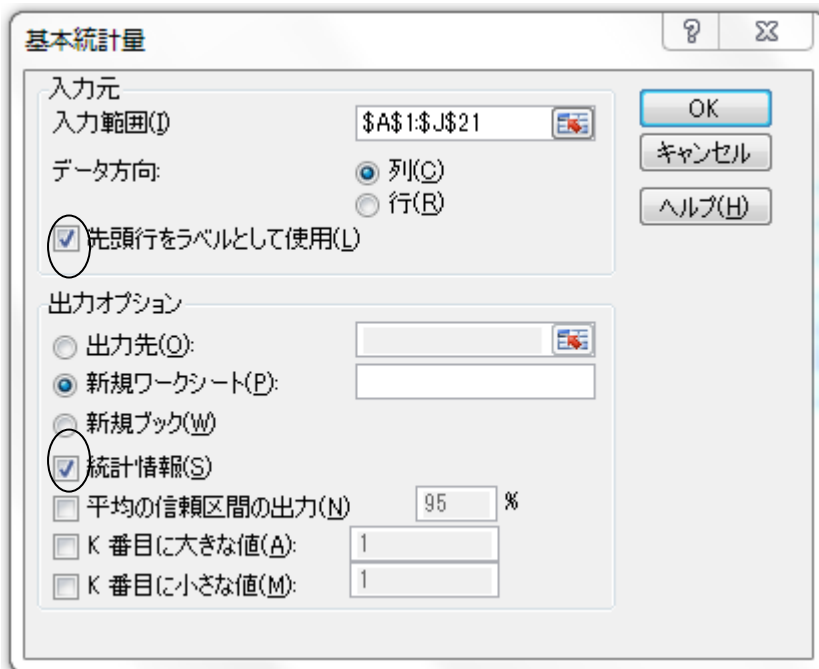 基本統計量
入力元
入力範囲(I) $A$1:$J$21
データ方向: 列(C)
行(R)
先頭行をラベルとして使用(L)
OK
キャンセル
ヘルプ(H)
出力オプション
出力先(O):
新規ワークシート(P):
新規ブック(W)
統計情報(S)
平均の信頼区間の出力(N) 95 %
K 番目に大きな値(A): 1
K 番目に小さな値(M): 1